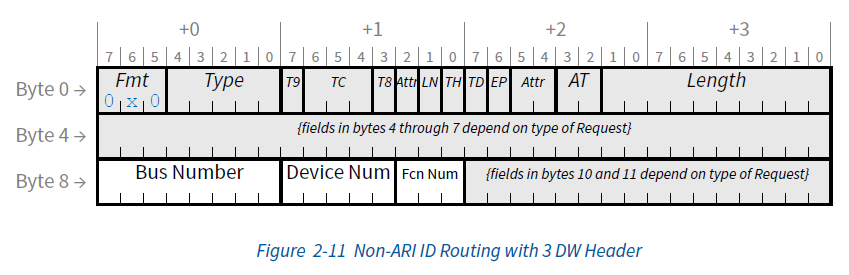 +0 +1 +2 +3
7 6 5 4 3 2 1 0 7 6 5 4 3 2 1 0 7 6 5 4 3 2 1 0 7 6 5 4 3 2 1 0
Byte 0 → Fmt Type T9 TC T8 Attr LN TH TD EP Attr AT Length
0 x 0
Byte 4 → {fields in bytes 4 through 7 depend on type of Request}
Byte 8 → Bus Number Device Num Fcn Num {fields in bytes 10 and 11 depend on type of Request}
Figure 2-11 Non-ARI ID Routing with 3 DW Header